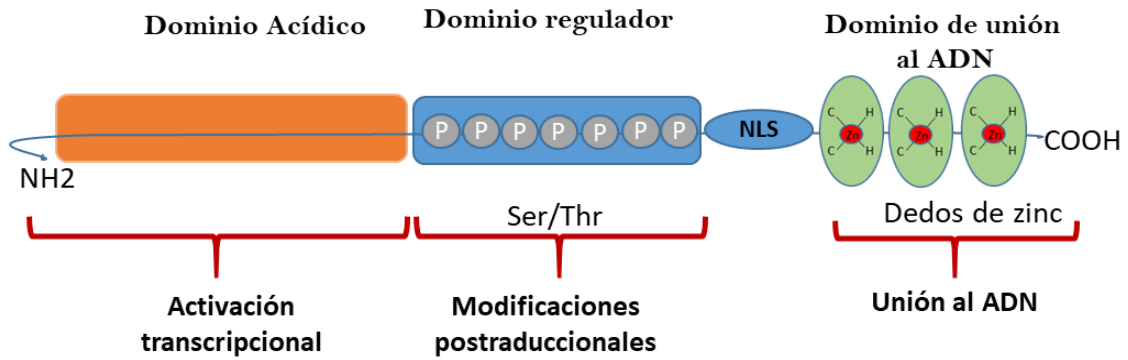 Dominio Acídico
Dominio regulador
Dominio de unión
al ADN
P P P P P P P
NLS
C H
Zn
C H
C H
Zn
C H
C H
Zn
C H
NH2
COOH
Ser/Thr
Dedos de zinc
Activación
transcripcional
Modificaciones
postraduccionales
Unión al ADN